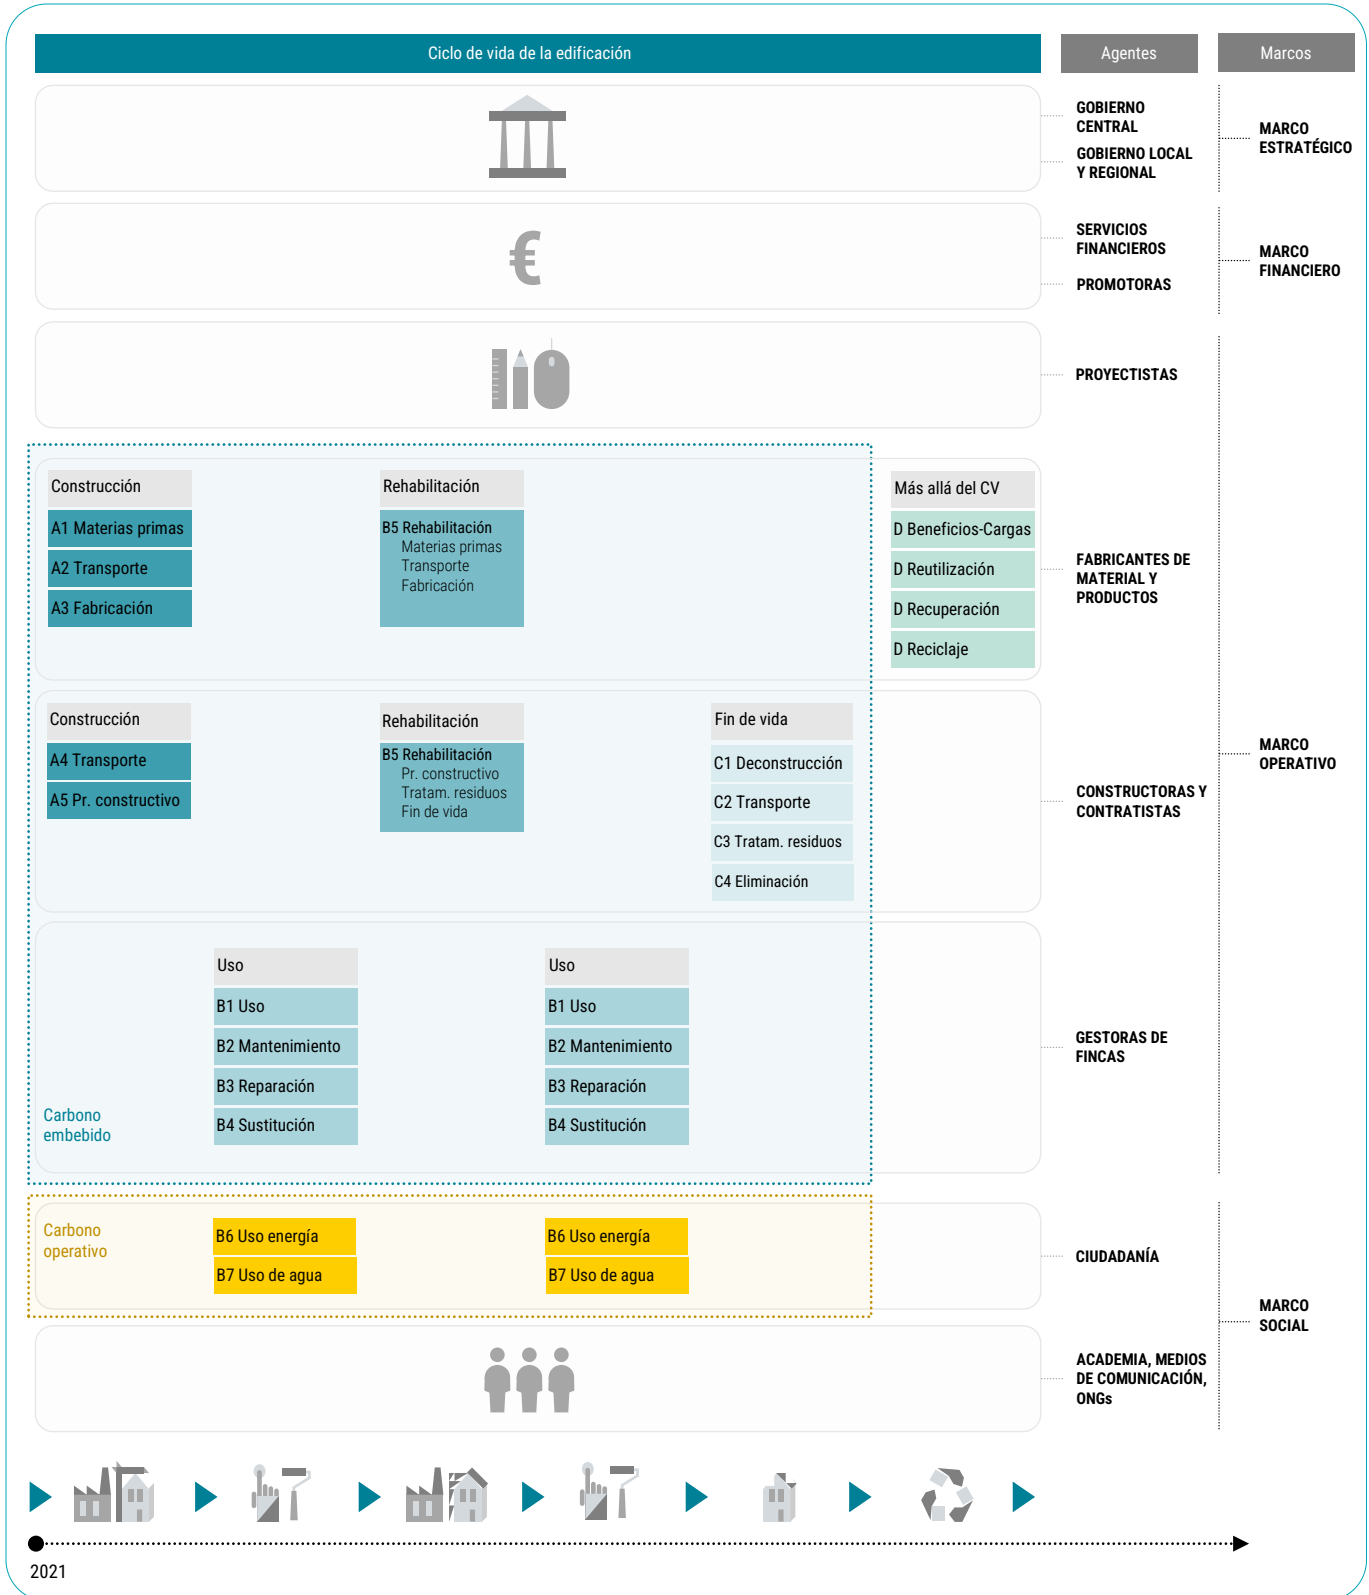 Ciclo de vida de la edificación
Agentes
Marcos
GOBIERNO
CENTRAL
GOBIERNO LOCAL
Y REGIONAL
MARCO
ESTRATÉGICO
€
SERVICIOS
FINANCIEROS
PROMOTORAS
MARCO
FINANCIERO
PROYECTISTAS
Construcción
A1 Materias primas
A2 Transporte
A3 Fabricación
Rehabilitación
B5 Rehabilitación
Materias primas
Transporte
Fabricación
Más allá del CV
D Beneficios-Cargas
D Reutilización
D Recuperación
D Reciclaje
FABRICANTES DE
MATERIAL Y
PRODUCTOS
Construcción
A4 Transporte
A5 Pr. constructivo
Rehabilitación
B5 Rehabilitación
Pr. constructivo
Tratam. residuos
Fin de vida
Fin de vida
C1 Deconstrucción
C2 Transporte
C3 Tratam. residuos
C4 Eliminación
CONSTRUCTORAS Y
CONTRATISTAS
MARCO
OPERATIVO
Uso
B1 Uso
B2 Mantenimiento
B3 Reparación
B4 Sustitución
Uso
B1 Uso
B2 Mantenimiento
B3 Reparación
B4 Sustitución
GESTORAS DE
FINCAS
Carbono
embebido
Carbono
operativo
B6 Uso energía
B7 Uso de agua
B6 Uso energía
B7 Uso de agua
CIUDADANÍA
MARCO
SOCIAL
ACADEMIA, MEDIOS
DE COMUNICACIÓN,
ONGs
2021